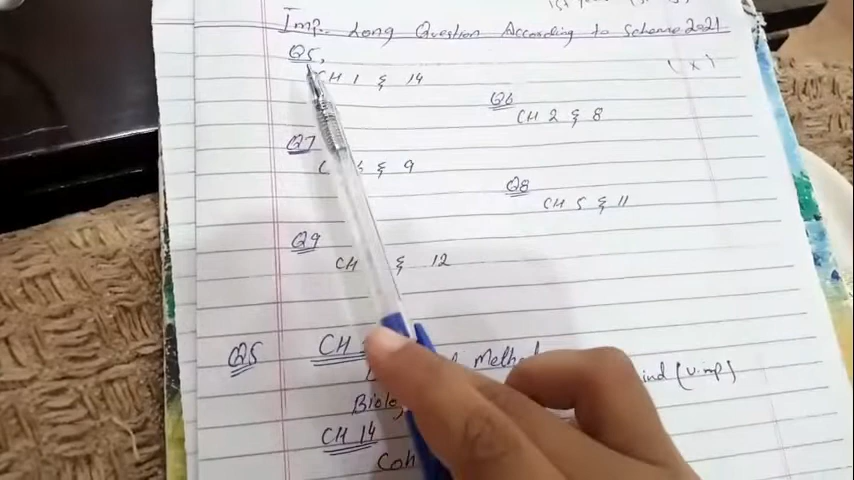 Imp. Long Question According to Scheme 2021
Q5,
CH 1 & 14
(x)
Q6
CH 2 & 8
Q7
& 9
Q8
CH 5 & 11
Q9
CH & 12
Q5 CH
Method
ind (v.imp)
Biolo
CH 14
Coh